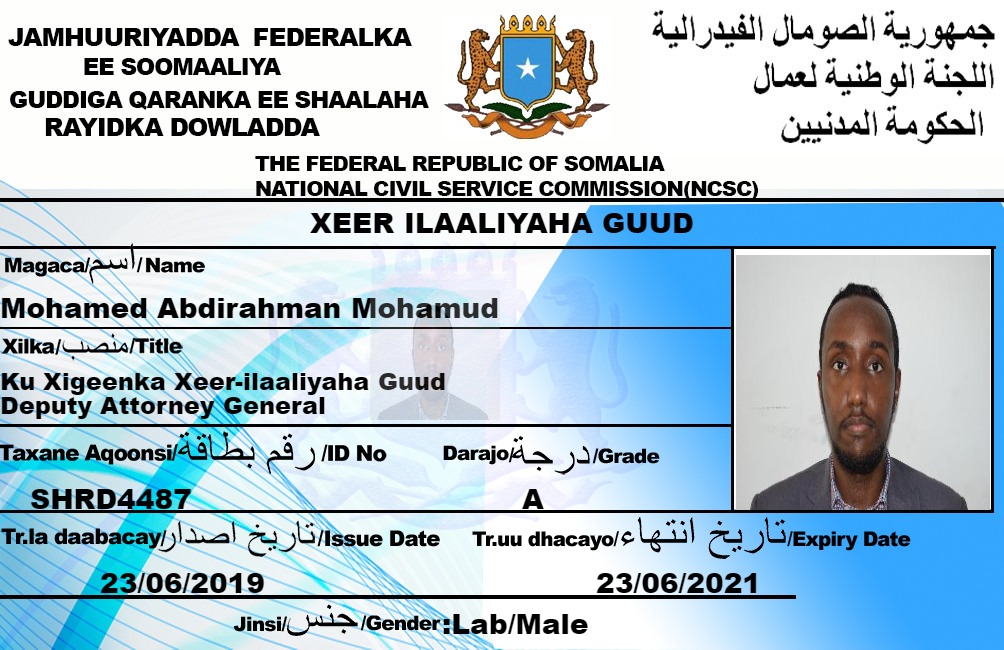 JAMHUURIYADDA FEDERALKA
EE SOOMAALIYA
GUDDIGA QARANKA EE SHAALAHA
RAYIDKA DOWLADDA
جمهورية الصومال الفيدرالية
اللجنة الوطنية لعمال
الحكومة المدنيين
THE FEDERAL REPUBLIC OF SOMALIA
NATIONAL CIVIL SERVICE COMMISSION(NCSC)
XEER ILAALIYAHA GUUD
Magaca/اسم/Name
Mohamed Abdirahman Mohamud
Xilka/منصب/Title
Ku Xigeenka Xeer-ilaaliyaha Guud
Deputy Attorney General
Taxane Aqoonsi/رقم بطاقة/ID No Darajo/درجة/Grade
SHRD4487 A
Tr.la daabacay/تاريخ اصدار/Issue Date Tr.uu dhacayo/تاريخ انتهاء/Expiry Date
23/06/2019 23/06/2021
Jinsi/جنس/Gender:Lab/Male